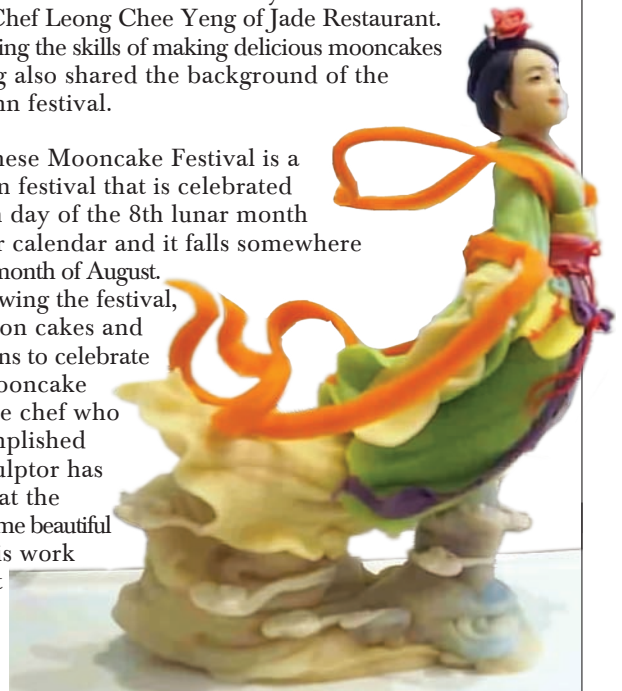 Chef Leong Chee Yeng of Jade Restaurant.
ing the skills of making delicious mooncakes
g also shared the background of the
nn festival.
nese Mooncake Festival is a
n festival that is celebrated
day of the 8th lunar month
r calendar and it falls somewhere
month of August.
wing the festival,
on cakes and
ns to celebrate
ooncake
e chef who
mplished
ulptor has
at the
me beautiful
is work